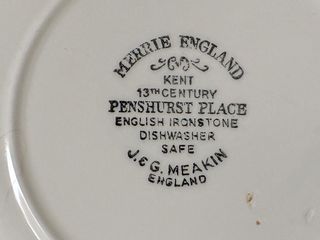 MERRIE ENGLAND
KENT
13TH CENTURY
PENSHURST PLACE
ENGLISH IRONSTONE
DISHWASHER
SAFE
J. & G. MEAKIN
ENGLAND